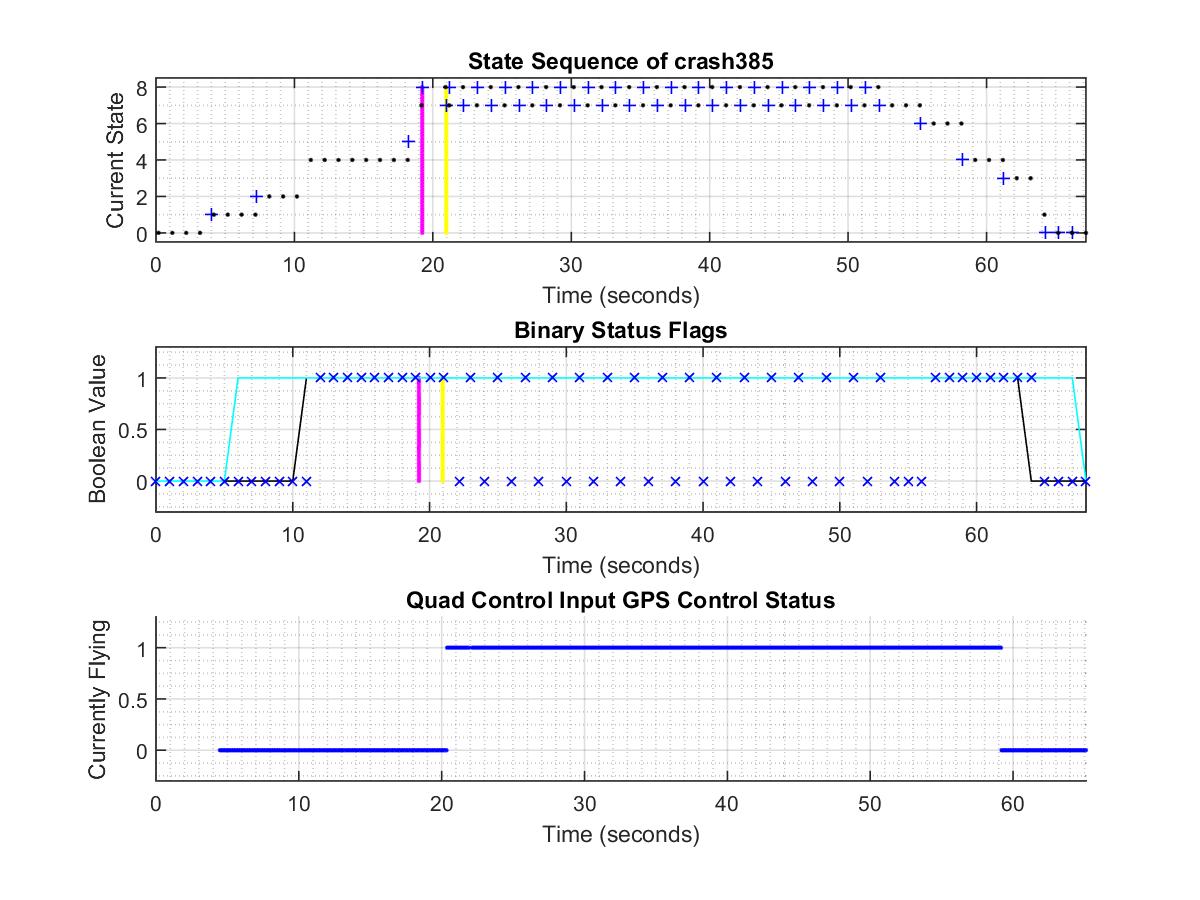 State Sequence of crash385
8
6
4
2
0
Current State
0 10 20 30 40 50 60
Time (seconds)
Binary Status Flags
1
0.5
0
Boolean Value
0 10 20 30 40 50 60
Time (seconds)
Quad Control Input GPS Control Status
1
0.5
0
Currently Flying
0 10 20 30 40 50 60
Time (seconds)